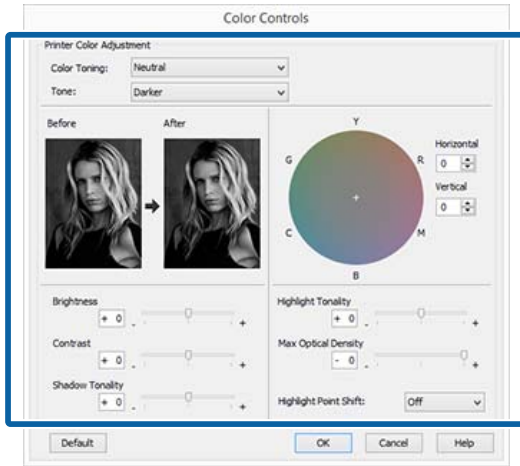 Color Controls
Printer Color Adjustment
Color Toning: Neutral
Tone: Darker
Before After
Y
G R
C M
B
Horizontal
0
Vertical
0
Brightness
+ 0 - +
Contrast
+ 0 - +
Shadow Tonality
+ 0 - +
Highlight Tonality
+ 0 - +
Max Optical Density
- 0 - +
Highlight Point Shift: Off
Default OK Cancel Help